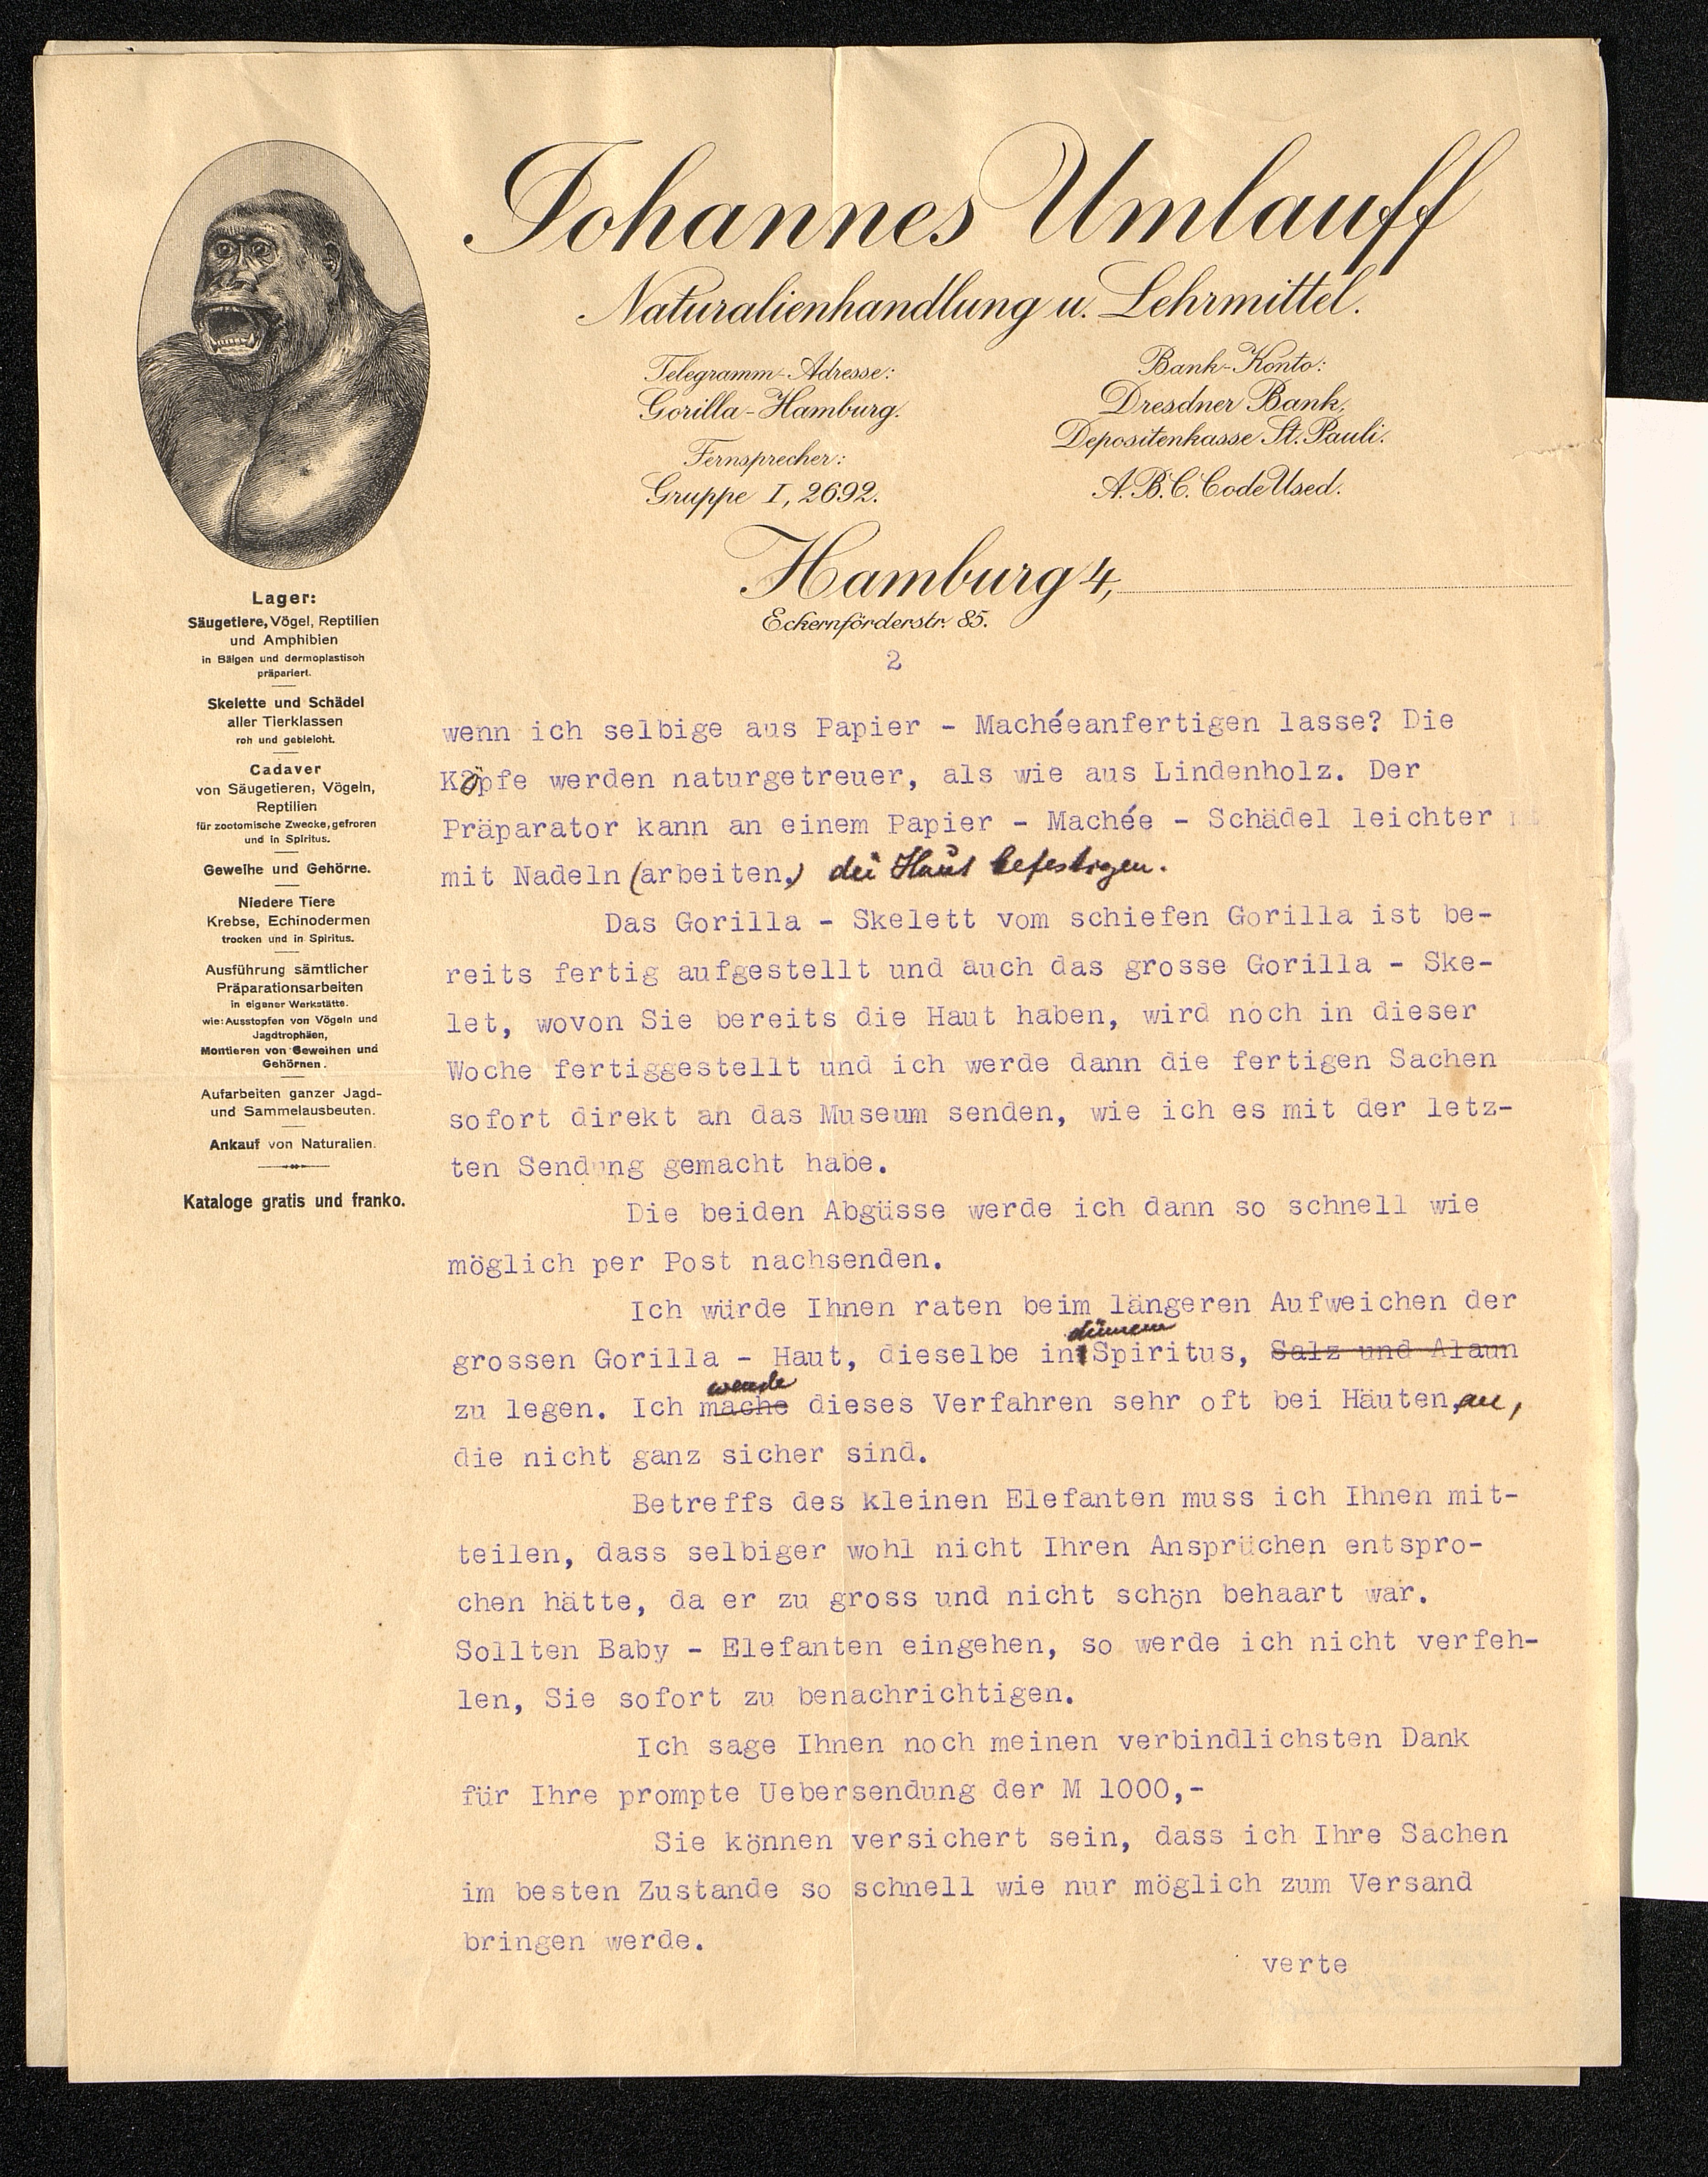 Johannes Umlauff
Naturalienhandlung u. Lehrmittel.
Telegramm-Adresse:
Gorilla-Hamburg.
Fernsprecher:
Gruppe I, 2692.
Bank-Konto:
Dresdner Bank,
Depositenkasse St. Pauli.
A.B.C. Code Used.
Hamburg 4,
Eckernförderstr. 85.
Lager:
Säugetiere, Vögel, Reptilien
und Amphibien
in Bälgen und dermoplastisch
präpariert.
Skelette und Schädel
aller Tierklassen
roh und gebleicht.
Cadaver
von Säugetieren, Vögeln,
Reptilien
für zootomische Zwecke, gefroren
und in Spiritus.
Geweihe und Gehörne.
Niedere Tiere
Krebse, Echinodermen
trocken und in Spiritus.
Ausführung sämtlicher
Präparationsarbeiten
in eigener Werkstätte.
wie: Ausstopfen von Vögeln und
Jagdtrophäen,
Montieren von Geweihen und
Gehörnen.
Aufarbeiten ganzer Jagd-
und Sammelausbeuten.
Ankauf von Naturalien.
Kataloge gratis und franko.
2
wenn ich selbige aus Papier - Machéeanfertigen lasse? Die
Köpfe werden naturgetreuer, als wie aus Lindenholz. Der
Präparator kann an einem Papier - Machée - Schädel leichter
mit Nadeln (arbeiten,) die Haut befestigen.
Das Gorilla - Skelett vom schiefen Gorilla ist be-
reits fertig aufgestellt und auch das grosse Gorilla - Ske-
let, wovon Sie bereits die Haut haben, wird noch in dieser
Woche fertiggestellt und ich werde dann die fertigen Sachen
sofort direkt an das Museum senden, wie ich es mit der letz-
ten Sendung gemacht habe.
Die beiden Abgüsse werde ich dann so schnell wie
möglich per Post nachsenden.
Ich würde Ihnen raten beim längeren Aufweichen der
dünnem
grossen Gorilla - Haut, dieselbe in Spiritus, Salz und Alaun
wende
zu legen. Ich mache dieses Verfahren sehr oft bei Häuten, an,
die nicht ganz sicher sind.
Betreffs des kleinen Elefanten muss ich Ihnen mit-
teilen, dass selbiger wohl nicht Ihren Ansprüchen entspro-
chen hätte, da er zu gross und nicht schön behaart war.
Sollten Baby - Elefanten eingehen, so werde ich nicht verfeh-
len, Sie sofort zu benachrichtigen.
Ich sage Ihnen noch meinen verbindlichsten Dank
für Ihre prompte Uebersendung der M 1000,-
Sie können versichert sein, dass ich Ihre Sachen
im besten Zustande so schnell wie nur möglich zum Versand
bringen werde.
verte